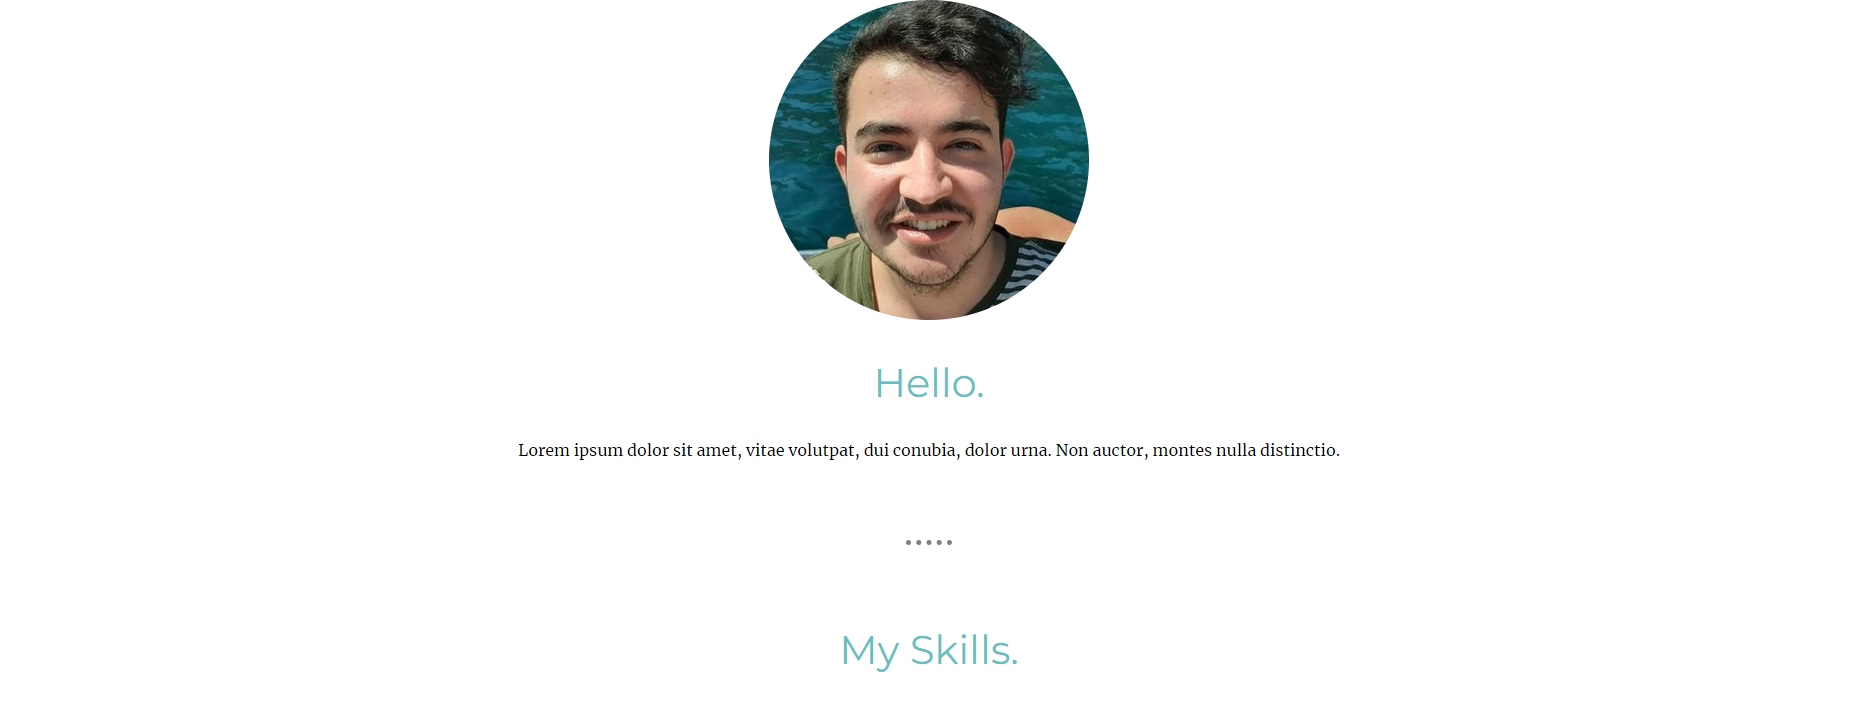 Hello.
Lorem ipsum dolor sit amet, vitae volutpat, dui conubia, dolor urna. Non auctor, montes nulla distinctio.
My Skills.